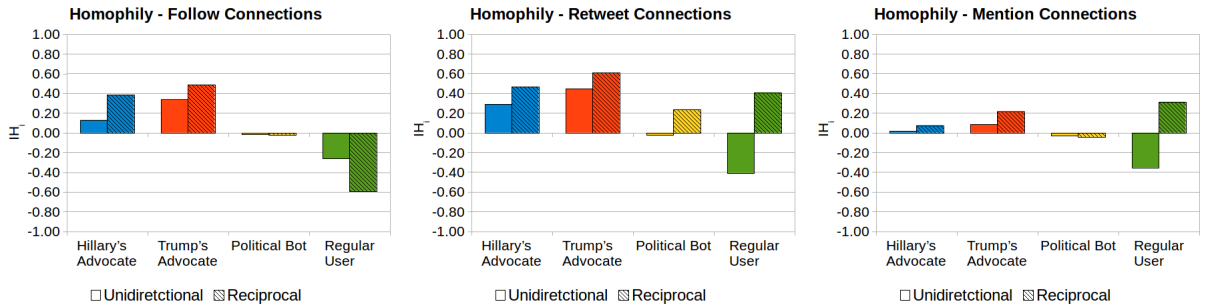 Homophily - Follow Connections
1.00
0.80
0.60
0.40
0.20
0.00
-0.20
-0.40
-0.60
-0.80
-1.00
IHi
Hillary's
Advocate
Trump's
Advocate
Political Bot
Regular
User
Unidiretctional
Reciprocal
Homophily - Retweet Connections
1.00
0.80
0.60
0.40
0.20
0.00
-0.20
-0.40
-0.60
-0.80
-1.00
IHi
Hillary's
Advocate
Trump's
Advocate
Political Bot
Regular
User
Unidiretctional
Reciprocal
Homophily - Mention Connections
1.00
0.80
0.60
0.40
0.20
0.00
-0.20
-0.40
-0.60
-0.80
-1.00
IHi
Hillary's
Advocate
Trump's
Advocate
Political Bot
Regular
User
Unidiretctional
Reciprocal